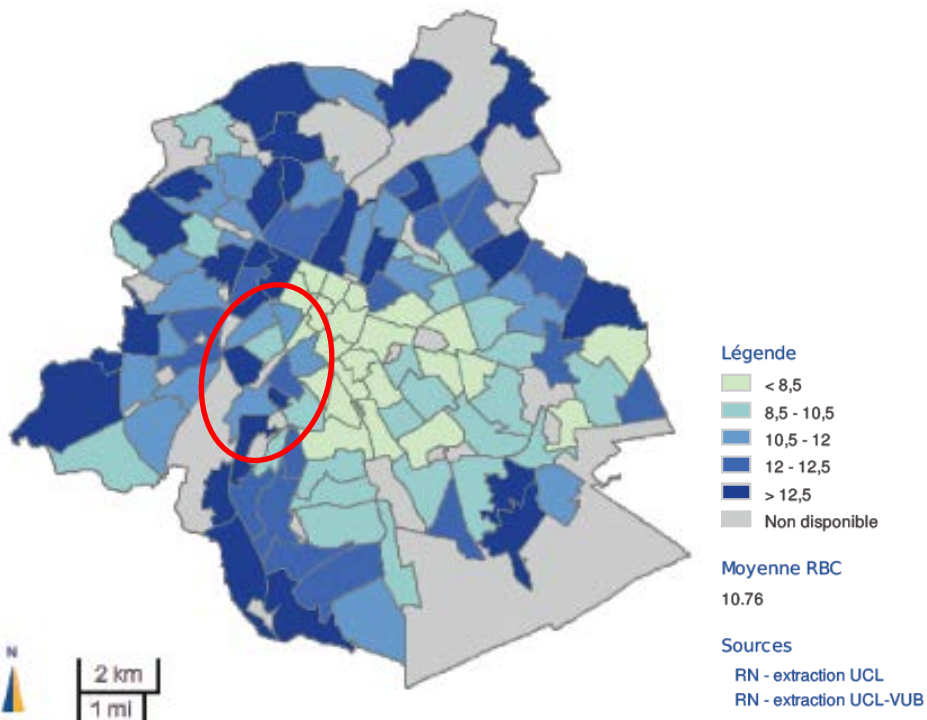 Légende
< 8,5
8,5 - 10,5
10,5 - 12
12 - 12,5
> 12,5
Non disponible
Moyenne RBC
10.76
Sources
RN - extraction UCL
RN - extraction UCL-VUB
N
2 km
1 mi